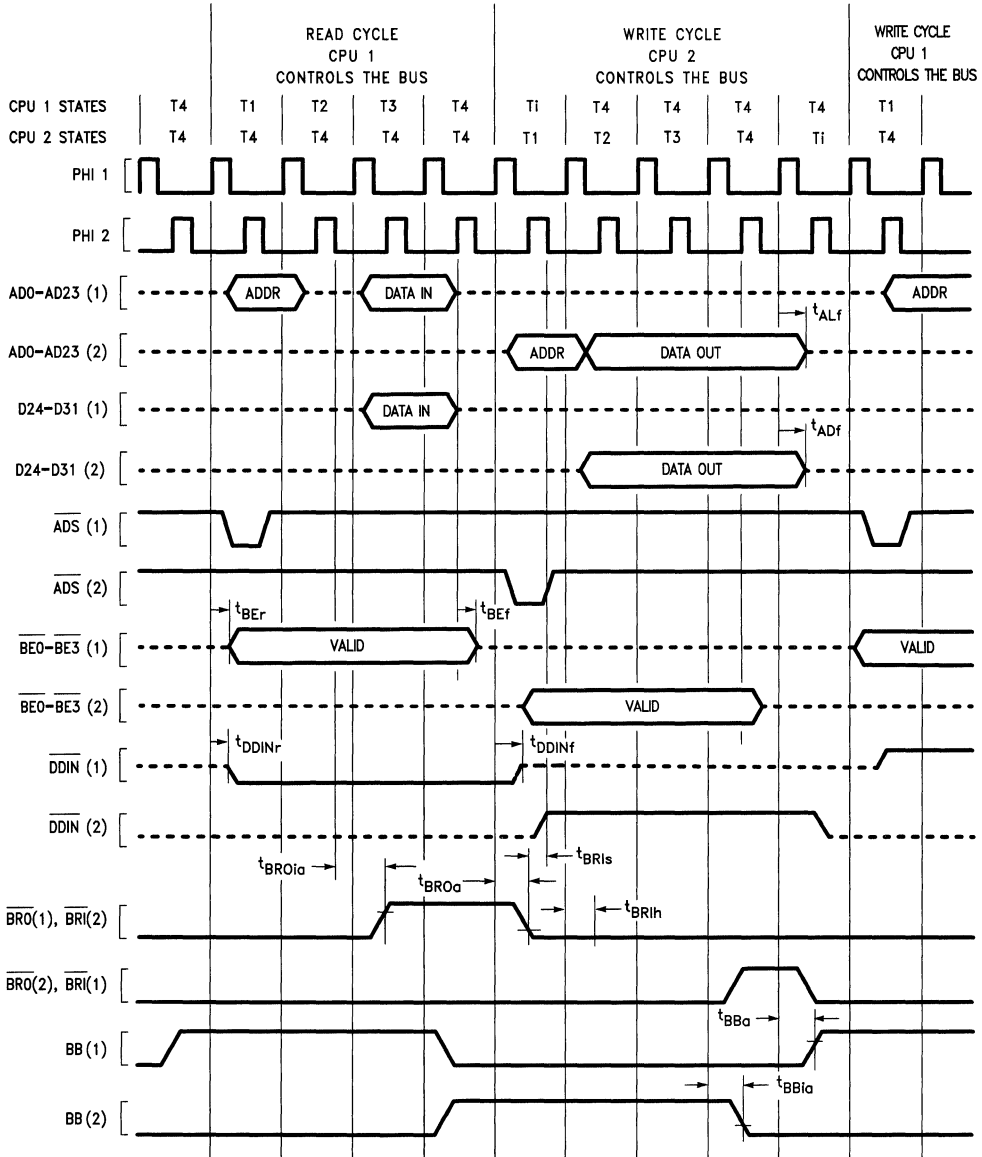 READ CYCLE
CPU 1
CONTROLS THE BUS
WRITE CYCLE
CPU 2
CONTROLS THE BUS
WRITE CYCLE
CPU 1
CONTROLS THE BUS
CPU 1 STATES T4 T1 T2 T3 T4 Ti T4 T4 T4 T4 T1
CPU 2 STATES T4 T4 T4 T4 T4 T1 T2 T3 T4 Ti T4
PHI 1
PHI 2
AD0-AD23 (1) ADDR DATA IN ADDR
tALf
AD0-AD23 (2) ADDR DATA OUT
D24-D31 (1) DATA IN
tADf
D24-D31 (2) DATA OUT
ADS (1)
ADS (2)
tBEr tBEf
BE0-BE3 (1) VALID VALID
BE0-BE3 (2) VALID
tDDINr tDDINf
DDIN (1)
DDIN (2)
tBROia tBROa tBRIs
BRO(1), BRI(2) tBRIh
BRO(2), BRI(1)
tBBa
BB(1)
tBBia
BB(2)